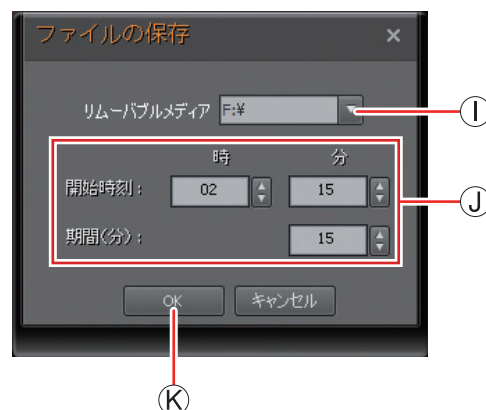 ファイルの保存 ×
リムーバブルメディア F:¥ Ⓘ
時 分
開始時刻: 02 15 Ⓙ
期間(分): 15
OK キャンセル
Ⓚ